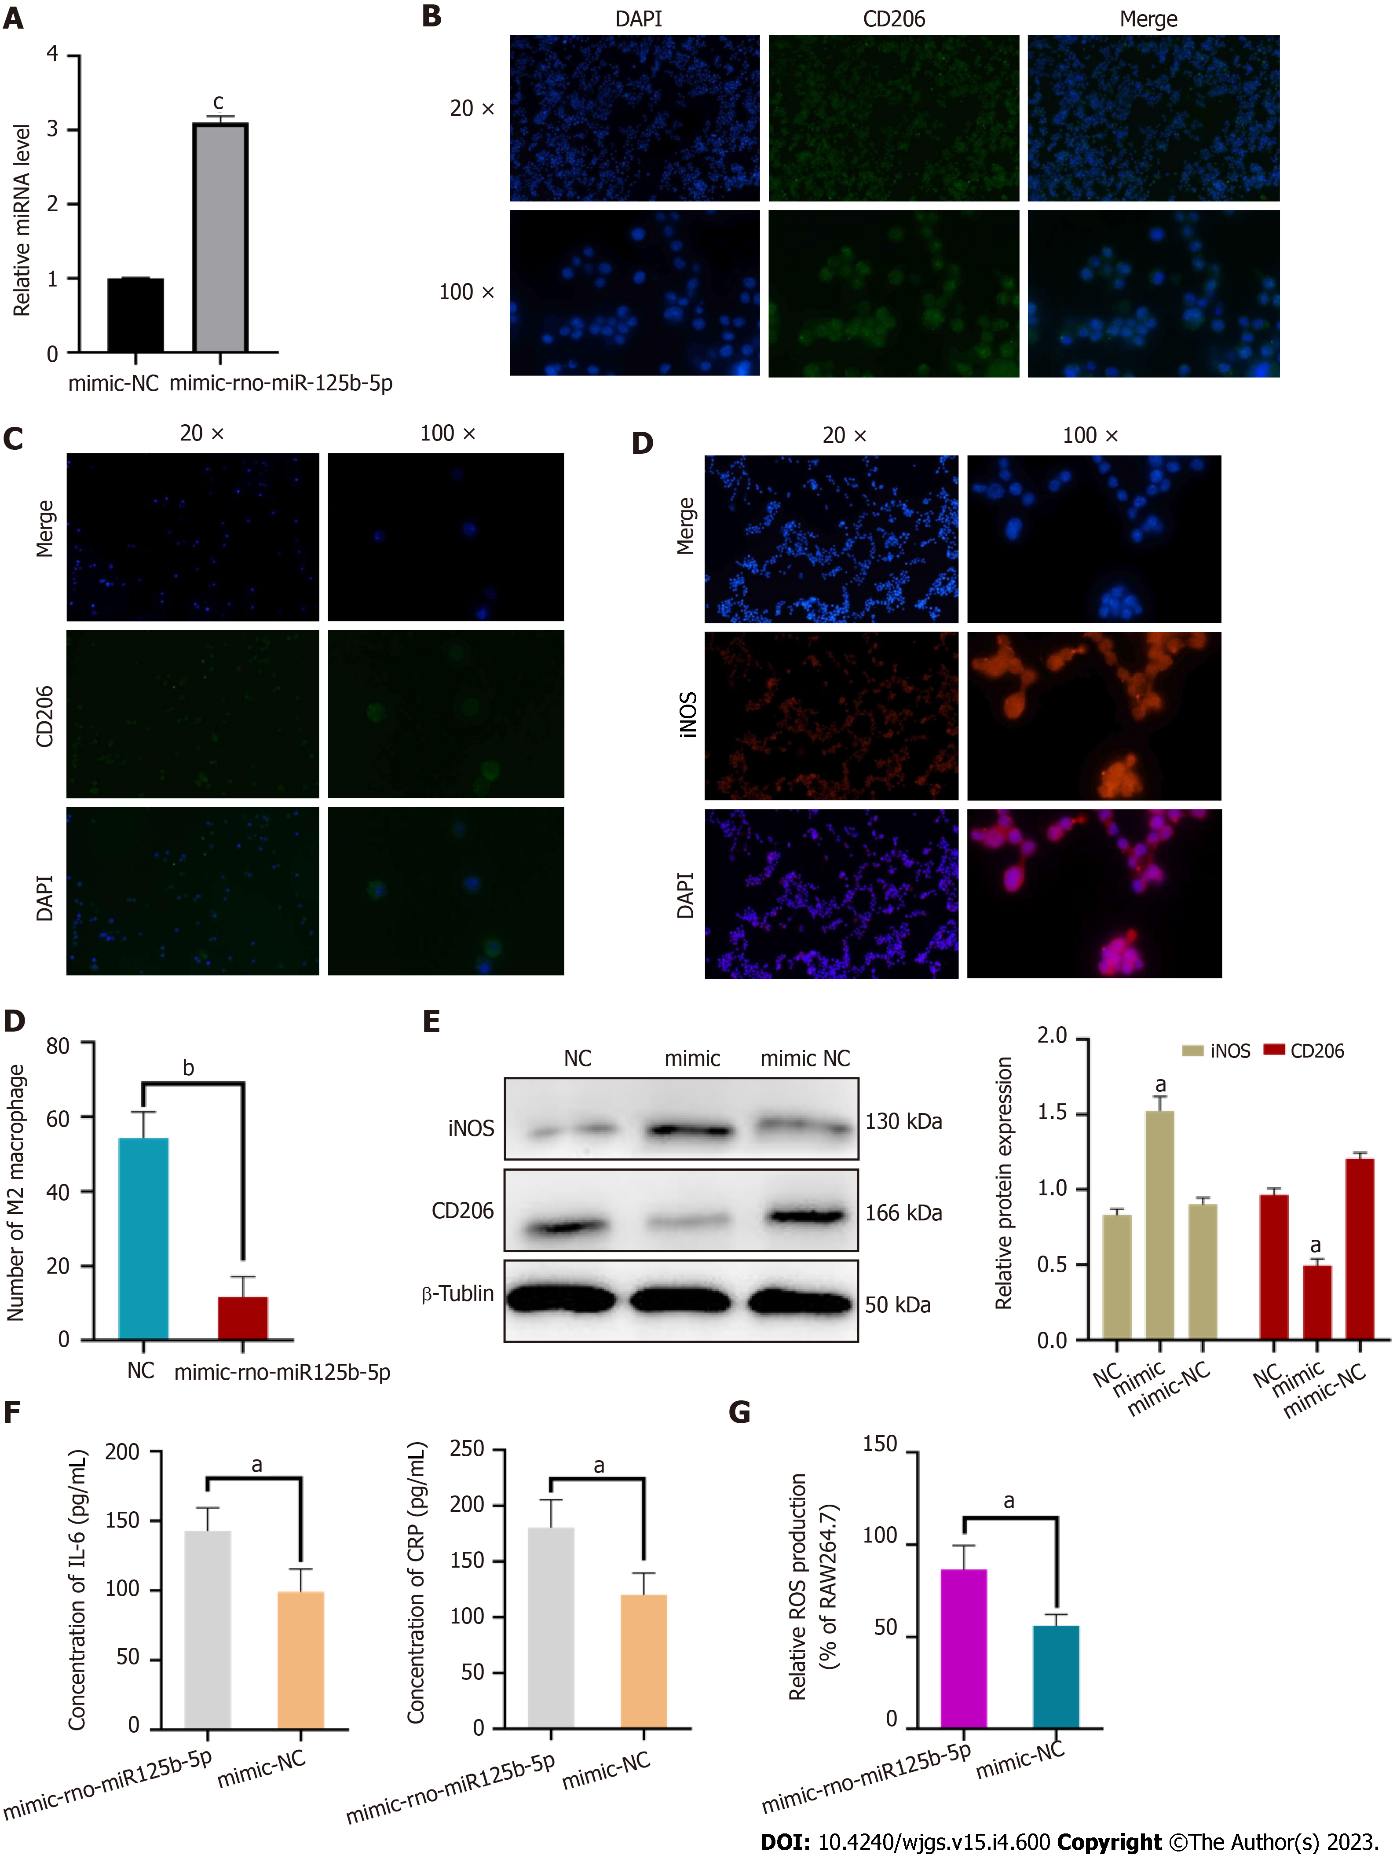 A
4
3
2
1
0
Relative miRNA level
c
mimic-NC
mimic-rno-miR-125b-5p
B
DAPI
CD206
Merge
20 ×
100 ×
C
20 ×
100 ×
Merge
CD206
DAPI
D
20 ×
100 ×
Merge
iNOS
DAPI
D
80
60
40
20
0
Number of M2 macrophage
b
NC
mimic-rno-miR125b-5p
E
NC
mimic
mimic NC
iNOS
130 kDa
CD206
166 kDa
β-Tublin
50 kDa
2.0
1.5
1.0
0.5
0.0
Relative protein expression
iNOS
CD206
a
a
NC
mimic
mimic-NC
NC
mimic
mimic-NC
F
200
150
100
50
0
Concentration of IL-6 (pg/mL)
a
mimic-rno-miR125b-5p
mimic-NC
250
200
150
100
50
0
Concentration of CRP (pg/mL)
a
mimic-rno-miR125b-5p
mimic-NC
G
150
100
50
0
Relative ROS production
(% of RAW264.7)
a
mimic-rno-miR125b-5p
mimic-NC
DOI: 10.4240/wjgs.v15.i4.600 Copyright ©The Author(s) 2023.